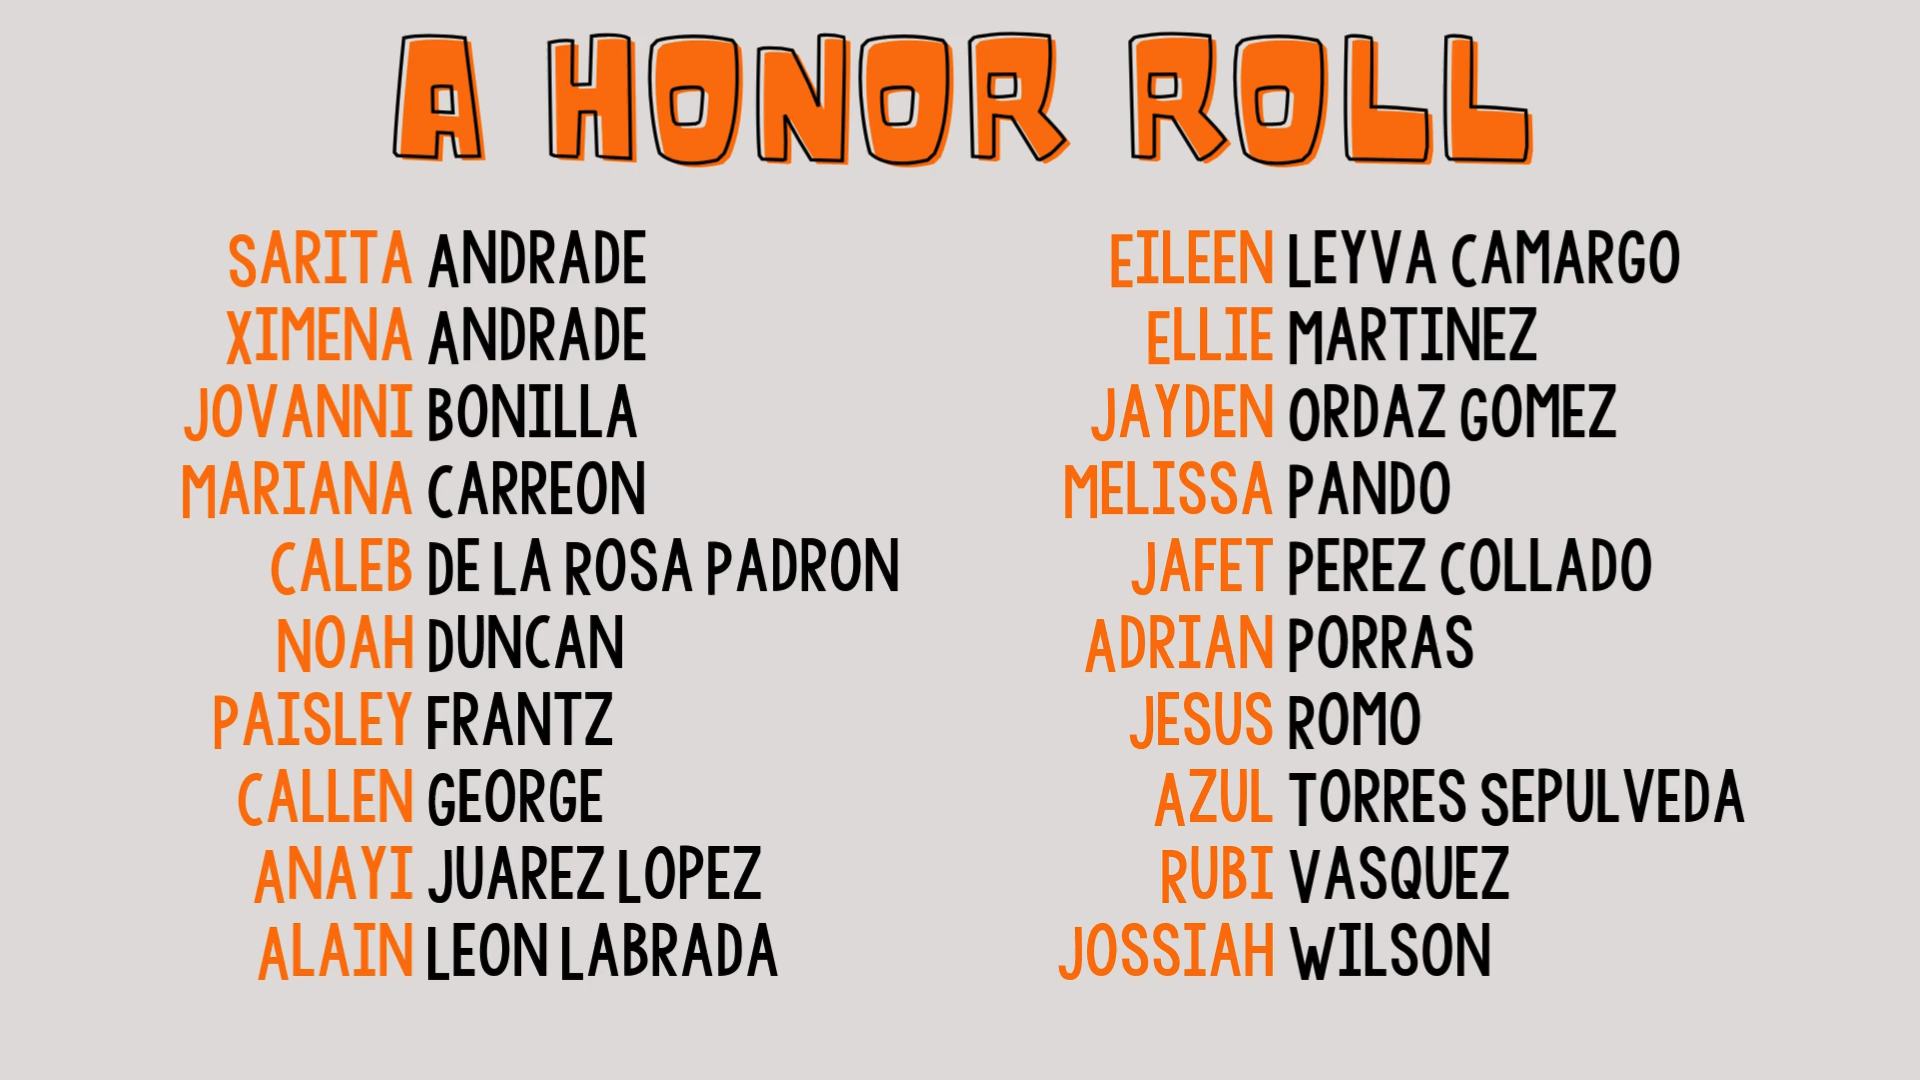 A HONOR ROLL
SARITA ANDRADE
XIMENA ANDRADE
JOVANNI BONILLA
MARIANA CARREON
CALEB DE LA ROSA PADRON
NOAH DUNCAN
PAISLEY FRANTZ
CALLEN GEORGE
ANAYI JUAREZ LOPEZ
ALAIN LEON LABRADA
EILEEN LEYVA CAMARGO
ELLIE MARTINEZ
JAYDEN ORDAZ GOMEZ
MELISSA PANDO
JAFET PEREZ COLLADO
ADRIAN PORRAS
JESUS ROMO
AZUL TORRES SEPULVEDA
RUBI VASQUEZ
JOSSIAH WILSON